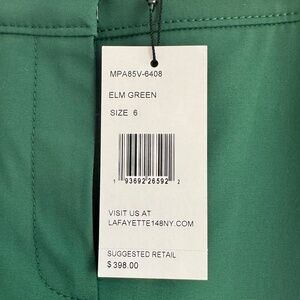 MPA85V-6408
ELM GREEN
SIZE 6
1 93692 26592 2
VISIT US AT
LAFAYETTE148NY.COM
SUGGESTED RETAIL
$398.00